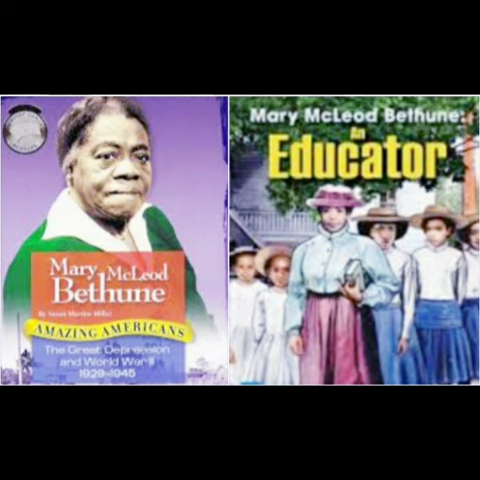 Mary McLeod
Bethune
AMAZING AMERICANS
The Great Depression
and World War II
1929-1945
Mary McLeod Bethune:
An
Educator